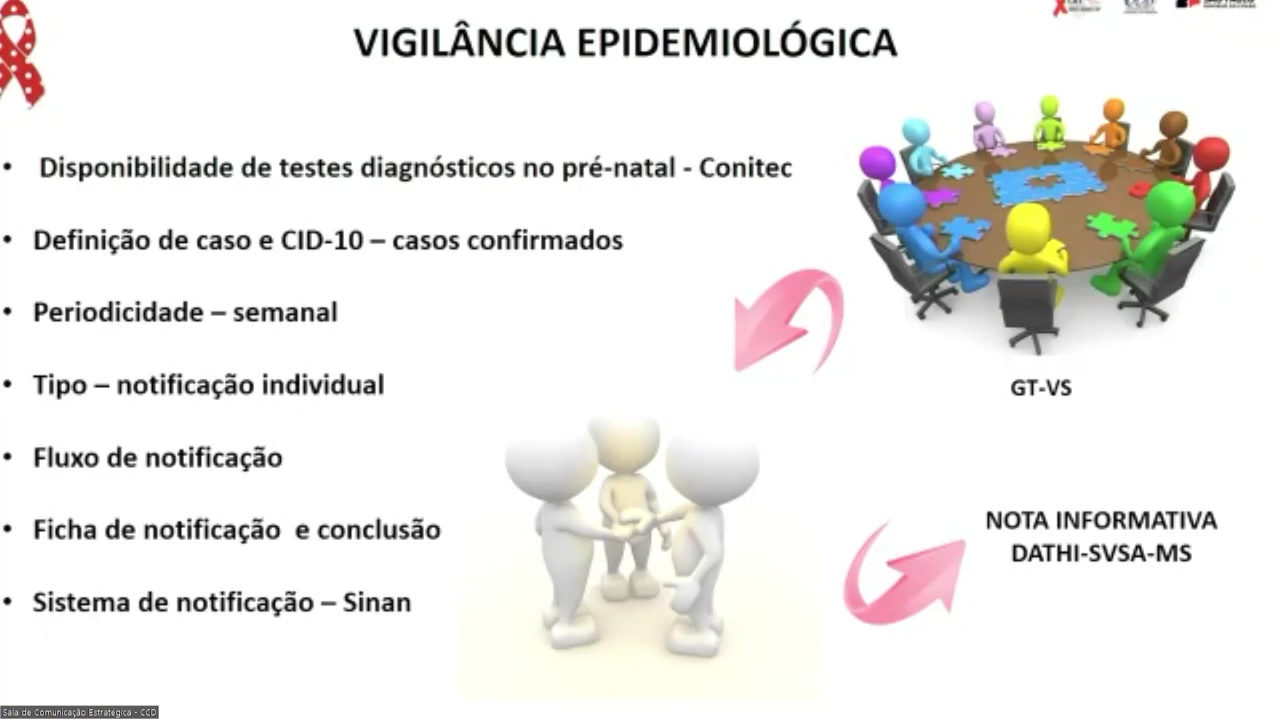 VIGILÂNCIA EPIDEMIOLÓGICA
• Disponibilidade de testes diagnósticos no pré-natal - Conitec
• Definição de caso e CID-10 – casos confirmados
• Periodicidade – semanal
• Tipo – notificação individual
• Fluxo de notificação
• Ficha de notificação e conclusão
• Sistema de notificação – Sinan
GT-VS
NOTA INFORMATIVA
DATHI-SVSA-MS
Sala de Comunicação Estratégica - CCD